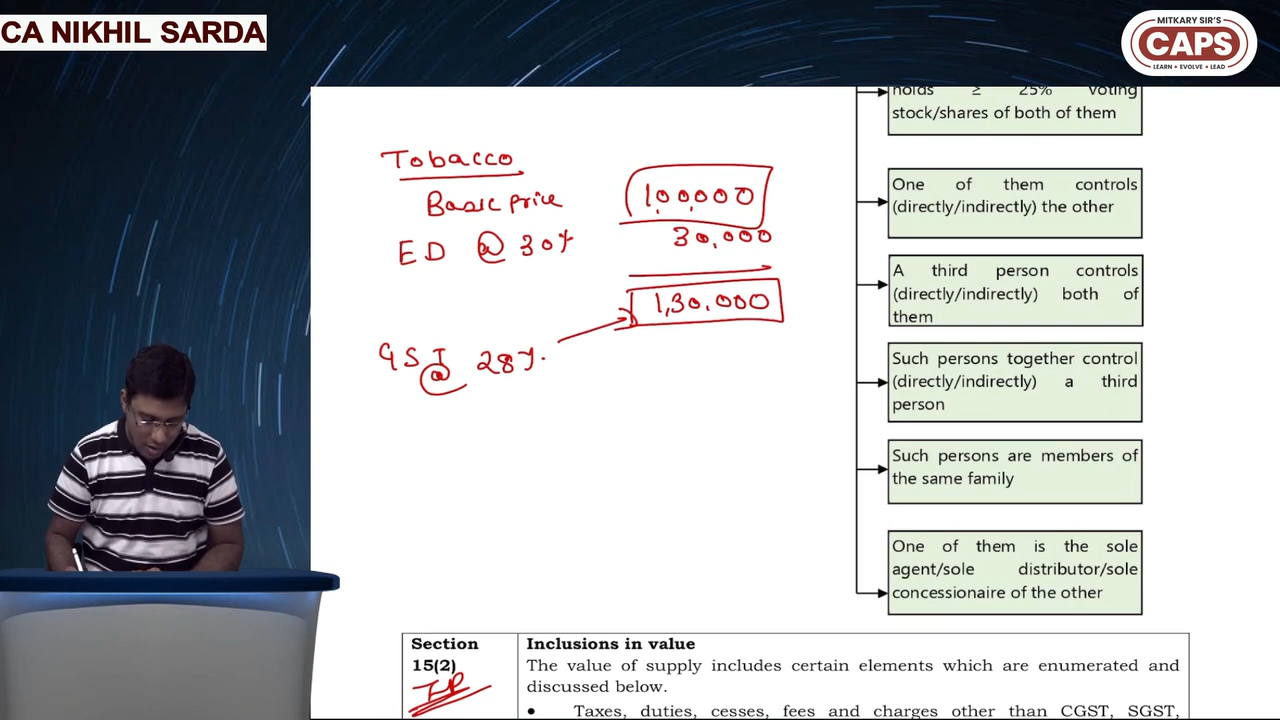 CA NIKHIL SARDA
MITKARY SIR'S
CAPS
LEARN • EVOLVE • LEAD
Tobacco
Basic price 1,00,000
ED @ 30% 30,000
1,30,000
GST @ 28%.
holds ≥ 25% voting
stock/shares of both of them
One of them controls
(directly/indirectly) the other
A third person controls
(directly/indirectly) both of
them
Such persons together control
(directly/indirectly) a third
person
Such persons are members of
the same family
One of them is the sole
agent/sole distributor/sole
concessionaire of the other
Section
15(2)
Inclusions in value
The value of supply includes certain elements which are enumerated and
discussed below.
• Taxes, duties, cesses, fees and charges other than CGST, SGST,